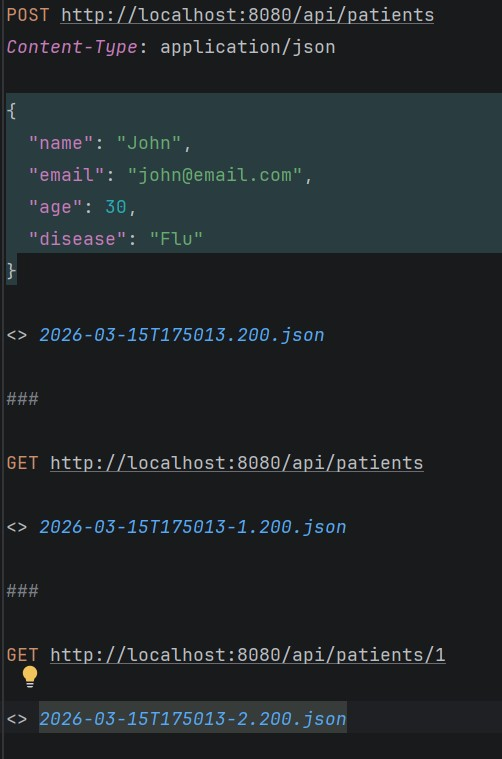 POST http://localhost:8080/api/patients
Content-Type: application/json
{
"name": "John",
"email": "john@email.com",
"age": 30,
"disease": "Flu"
}
<> 2026-03-15T175013.200.json
###
GET http://localhost:8080/api/patients
<> 2026-03-15T175013-1.200.json
###
GET http://localhost:8080/api/patients/1
<> 2026-03-15T175013-2.200.json